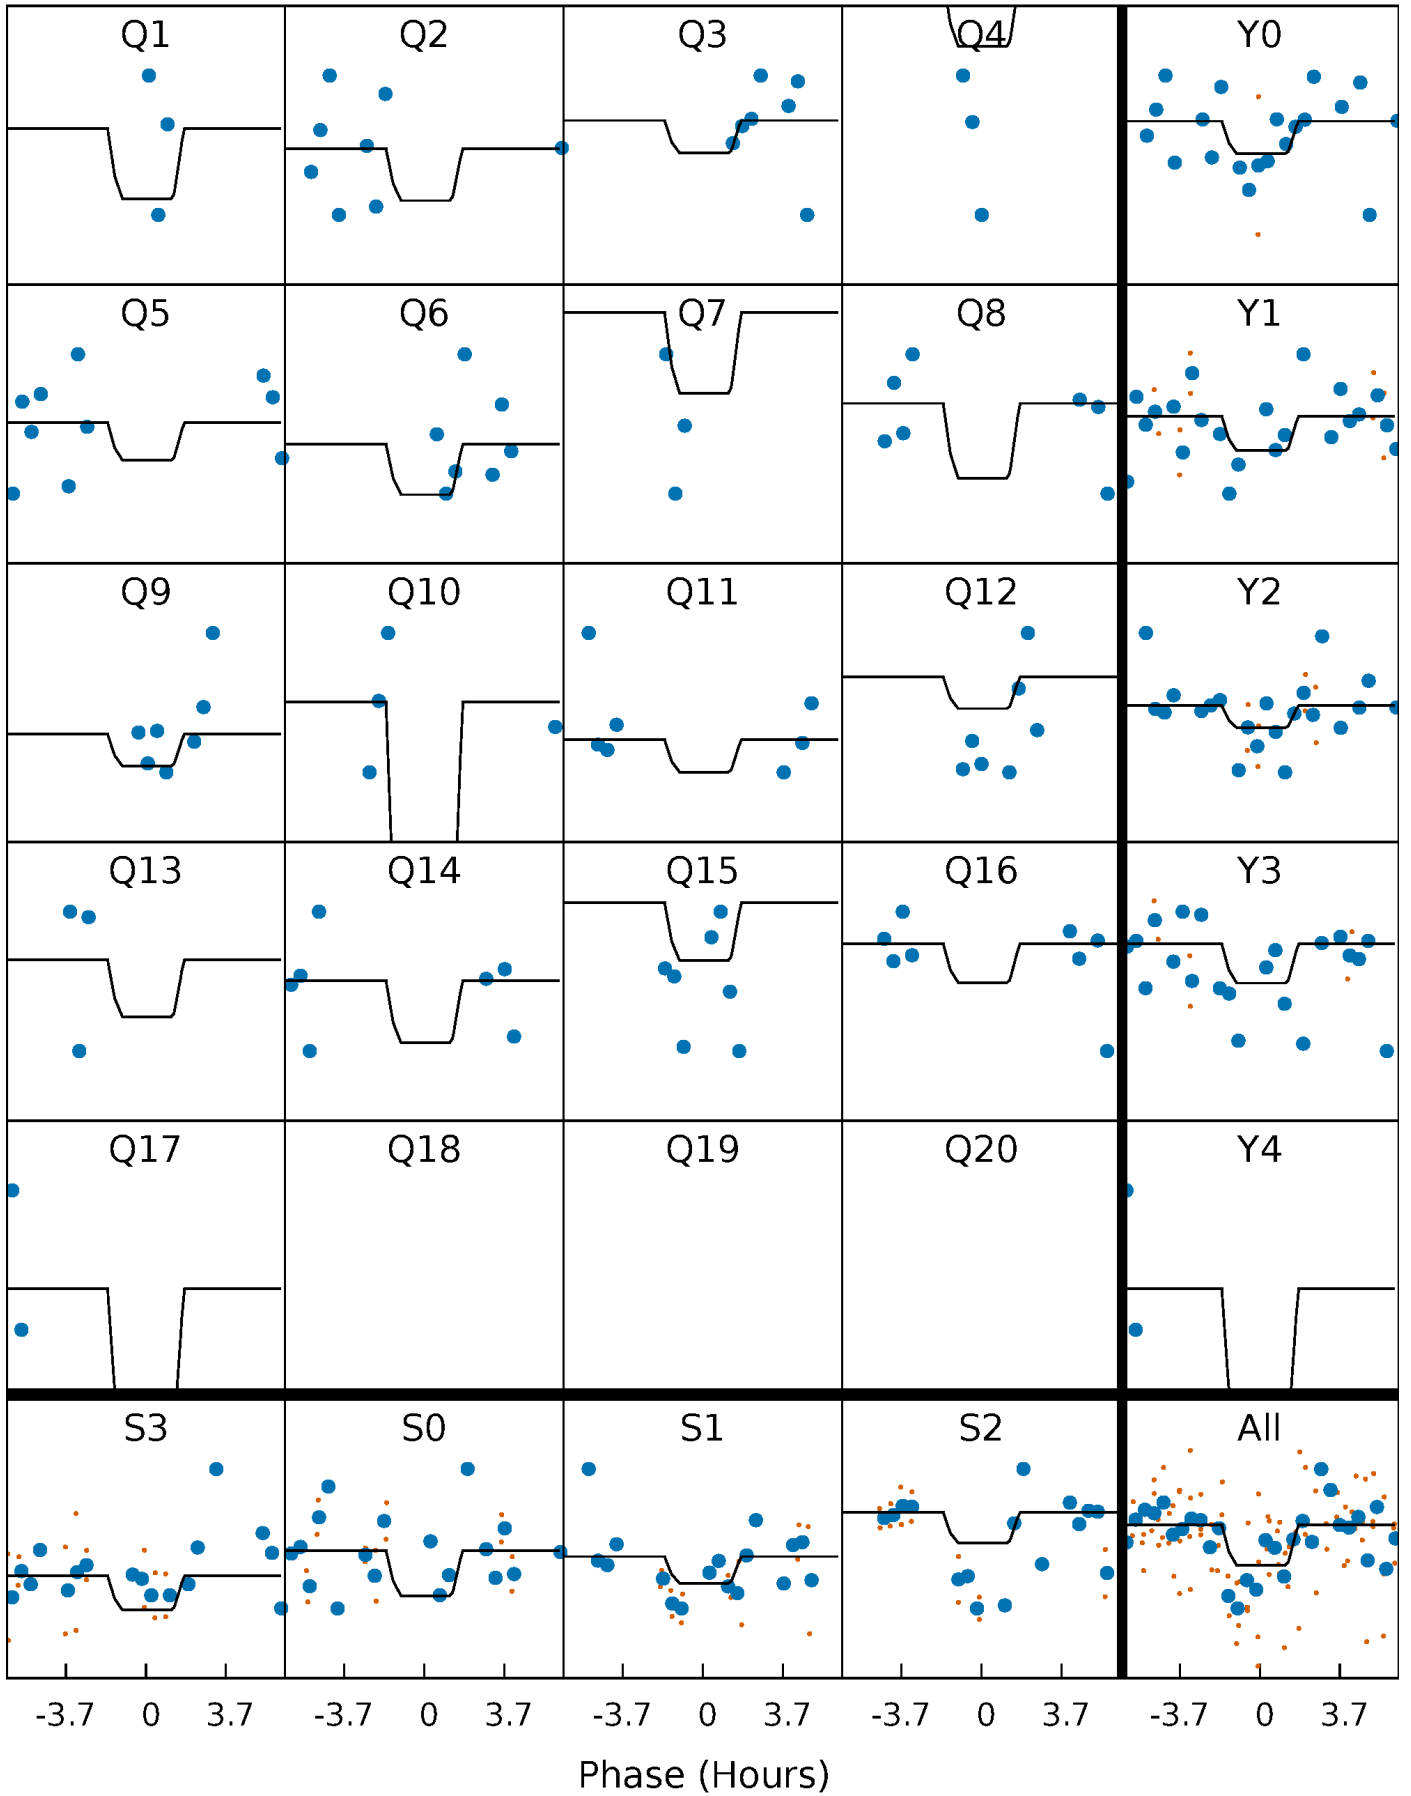 Q1 Q2 Q3 Q4 Y0
Q5 Q6 Q7 Q8 Y1
Q9 Q10 Q11 Q12 Y2
Q13 Q14 Q15 Q16 Y3
Q17 Q18 Q19 Q20 Y4
S3 S0 S1 S2 All
-3.7 0 3.7 -3.7 0 3.7 -3.7 0 3.7 -3.7 0 3.7 -3.7 0 3.7
Phase (Hours)